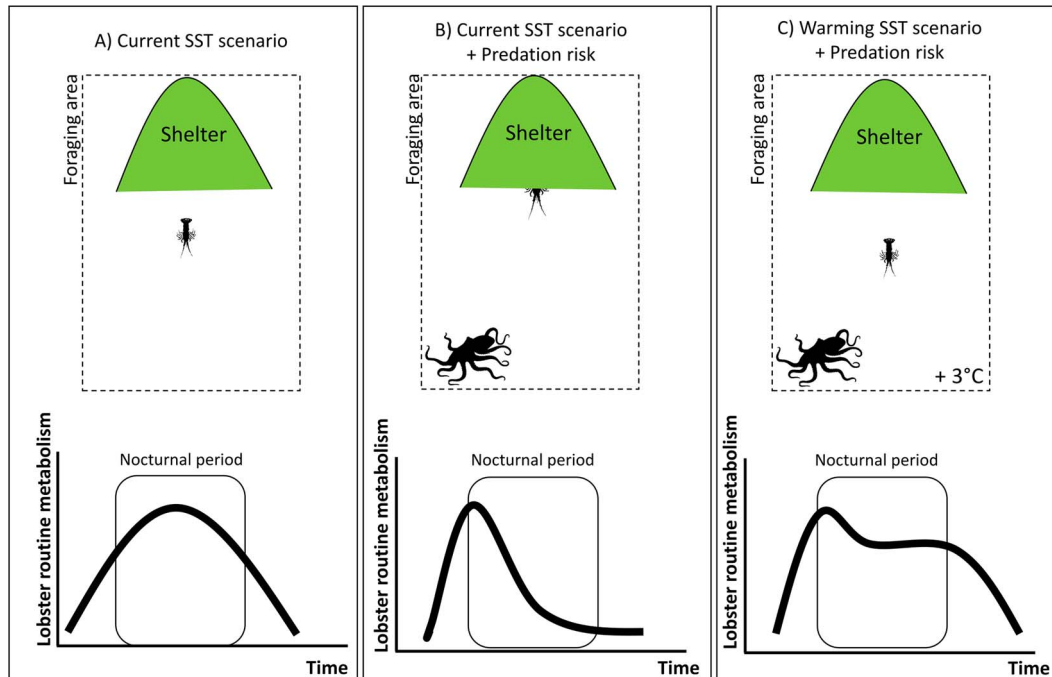 A) Current SST scenario
Foraging area
Shelter
Lobster routine metabolism
Nocturnal period
Time
B) Current SST scenario
+ Predation risk
Foraging area
Shelter
Lobster routine metabolism
Nocturnal period
Time
C) Warming SST scenario
+ Predation risk
Foraging area
Shelter
+ 3°C
Lobster routine metabolism
Nocturnal period
Time